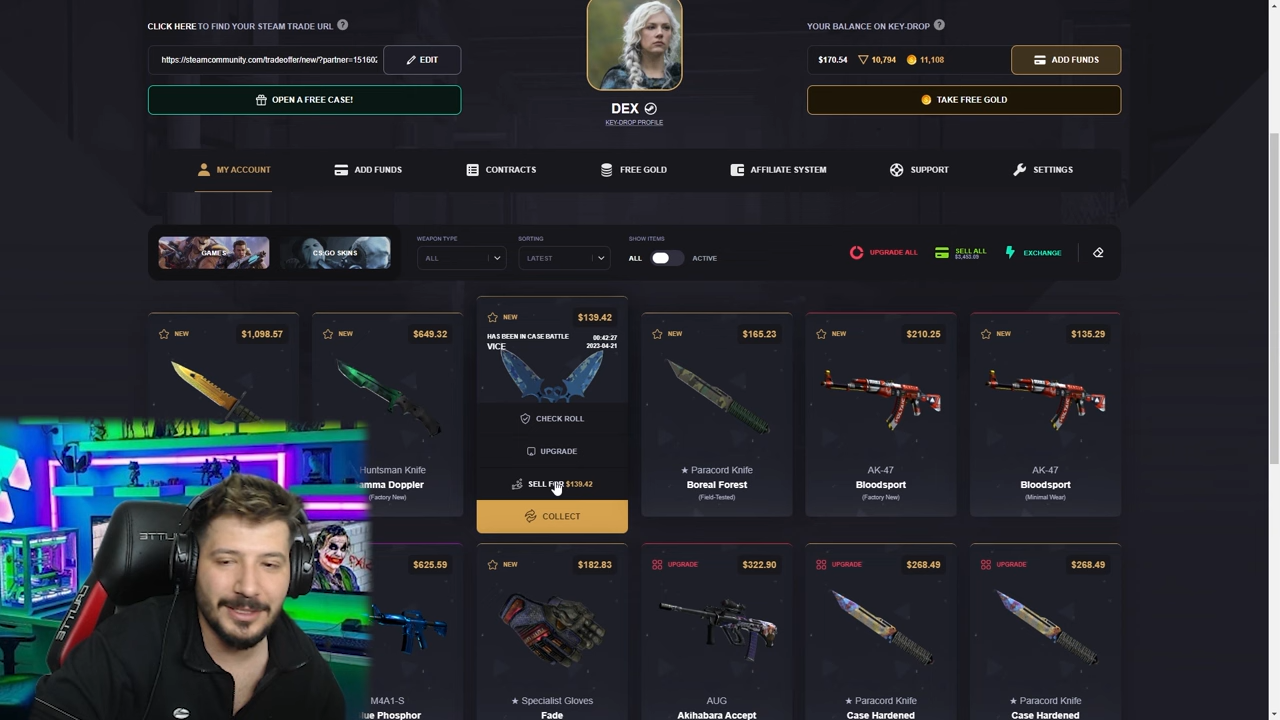 CLICK HERE TO FIND YOUR STEAM TRADE URL ?
YOUR BALANCE ON KEY-DROP ?
https://steamcommunity.com/tradeoffer/new/?partner=15160
EDIT
$170.54 10,794 11,108
ADD FUNDS
OPEN A FREE CASE!
DEX
TAKE FREE GOLD
KEY-DROP PROFILE
MY ACCOUNT
ADD FUNDS
CONTRACTS
FREE GOLD
AFFILIATE SYSTEM
SUPPORT
SETTINGS
WEAPON TYPE
SORTING
SHOW ITEMS
GAMES
CS:GO SKINS
ALL
LATEST
ALL
ACTIVE
UPGRADE ALL
SELL ALL
EXCHANGE
NEW $1,098.57
NEW $649.32
NEW $139.42
NEW $165.23
NEW $210.25
NEW $135.29
HAS BEEN IN CASE BATTLE
VICE
00:42:27
2023-04-21
CHECK ROLL
UPGRADE
SELL FOR $139.42
COLLECT
Huntsman Knife
amma Doppler
(Factory New)
★ Paracord Knife
Boreal Forest
(Field-Tested)
AK-47
Bloodsport
(Factory New)
AK-47
Bloodsport
(Minimal Wear)
$625.59
NEW $182.83
UPGRADE $322.90
UPGRADE $268.49
UPGRADE $268.49
M4A1-S
lue Phosphor
★ Specialist Gloves
Fade
AUG
Akihabara Accept
★ Paracord Knife
Case Hardened
★ Paracord Knife
Case Hardened